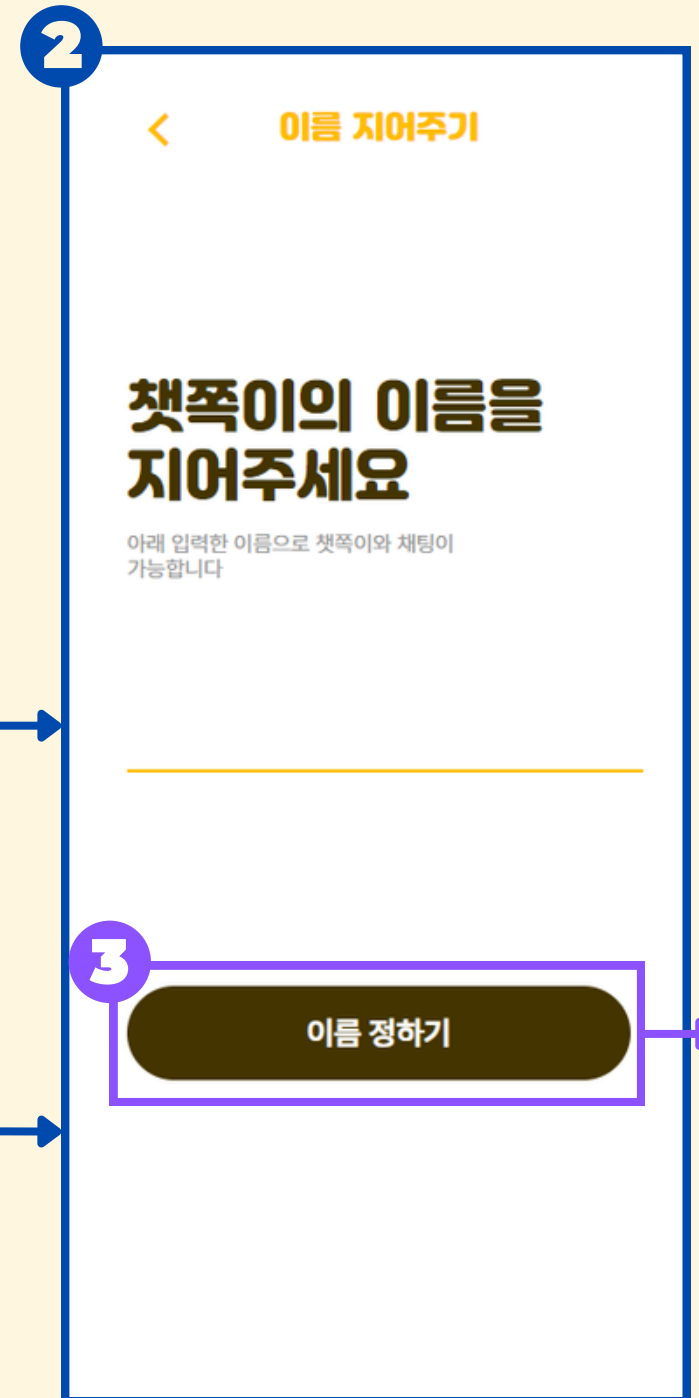 2
이름 지어주기
챗쪽이의 이름을
지어주세요
아래 입력한 이름으로 챗쪽이와 채팅이
가능합니다
3
이름 정하기